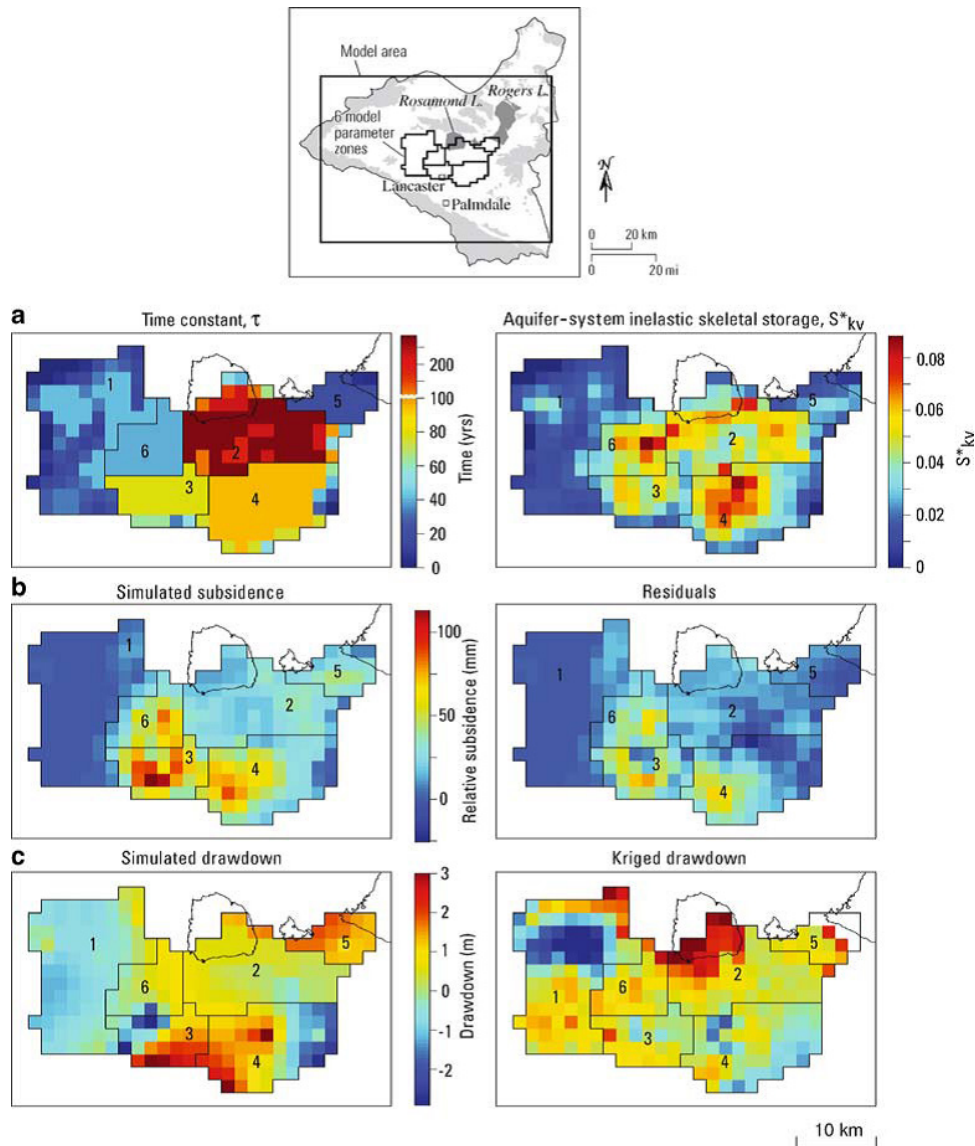 Model area
Rogers L.
Rosamond L.
6 model
parameter
zones
Lancaster
Palmdale
N
0 20 km
0 20 mi
a
Time constant, τ
1
2
3
4
5
6
200
100
80
60
40
20
0
Time (yrs)
Aquifer-system inelastic skeletal storage, S*kv
1
2
3
4
5
6
0.08
0.06
0.04
0.02
0
S*kv
b
Simulated subsidence
1
2
3
4
5
6
100
50
0
Relative subsidence (mm)
Residuals
1
2
3
4
5
6
c
Simulated drawdown
1
2
3
4
5
6
3
2
1
0
-1
-2
Drawdown (m)
Kriged drawdown
1
2
3
4
5
6
10 km